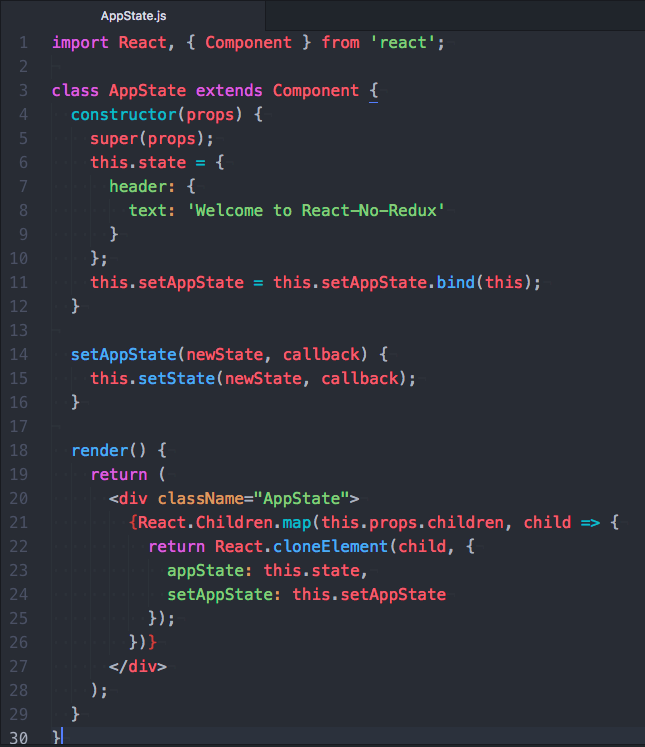 AppState.js
1 import React, { Component } from 'react';
2
3 class AppState extends Component {
4   constructor(props) {
5     super(props);
6     this.state = {
7       header: {
8         text: 'Welcome to React-No-Redux'
9       }
10     };
11     this.setAppState = this.setAppState.bind(this);
12   }
13
14   setAppState(newState, callback) {
15     this.setState(newState, callback);
16   }
17
18   render() {
19     return (
20       <div className="AppState">
21         {React.Children.map(this.props.children, child => {
22           return React.cloneElement(child, {
23             appState: this.state,
24             setAppState: this.setAppState
25           });
26         })}
27       </div>
28     );
29   }
30 }